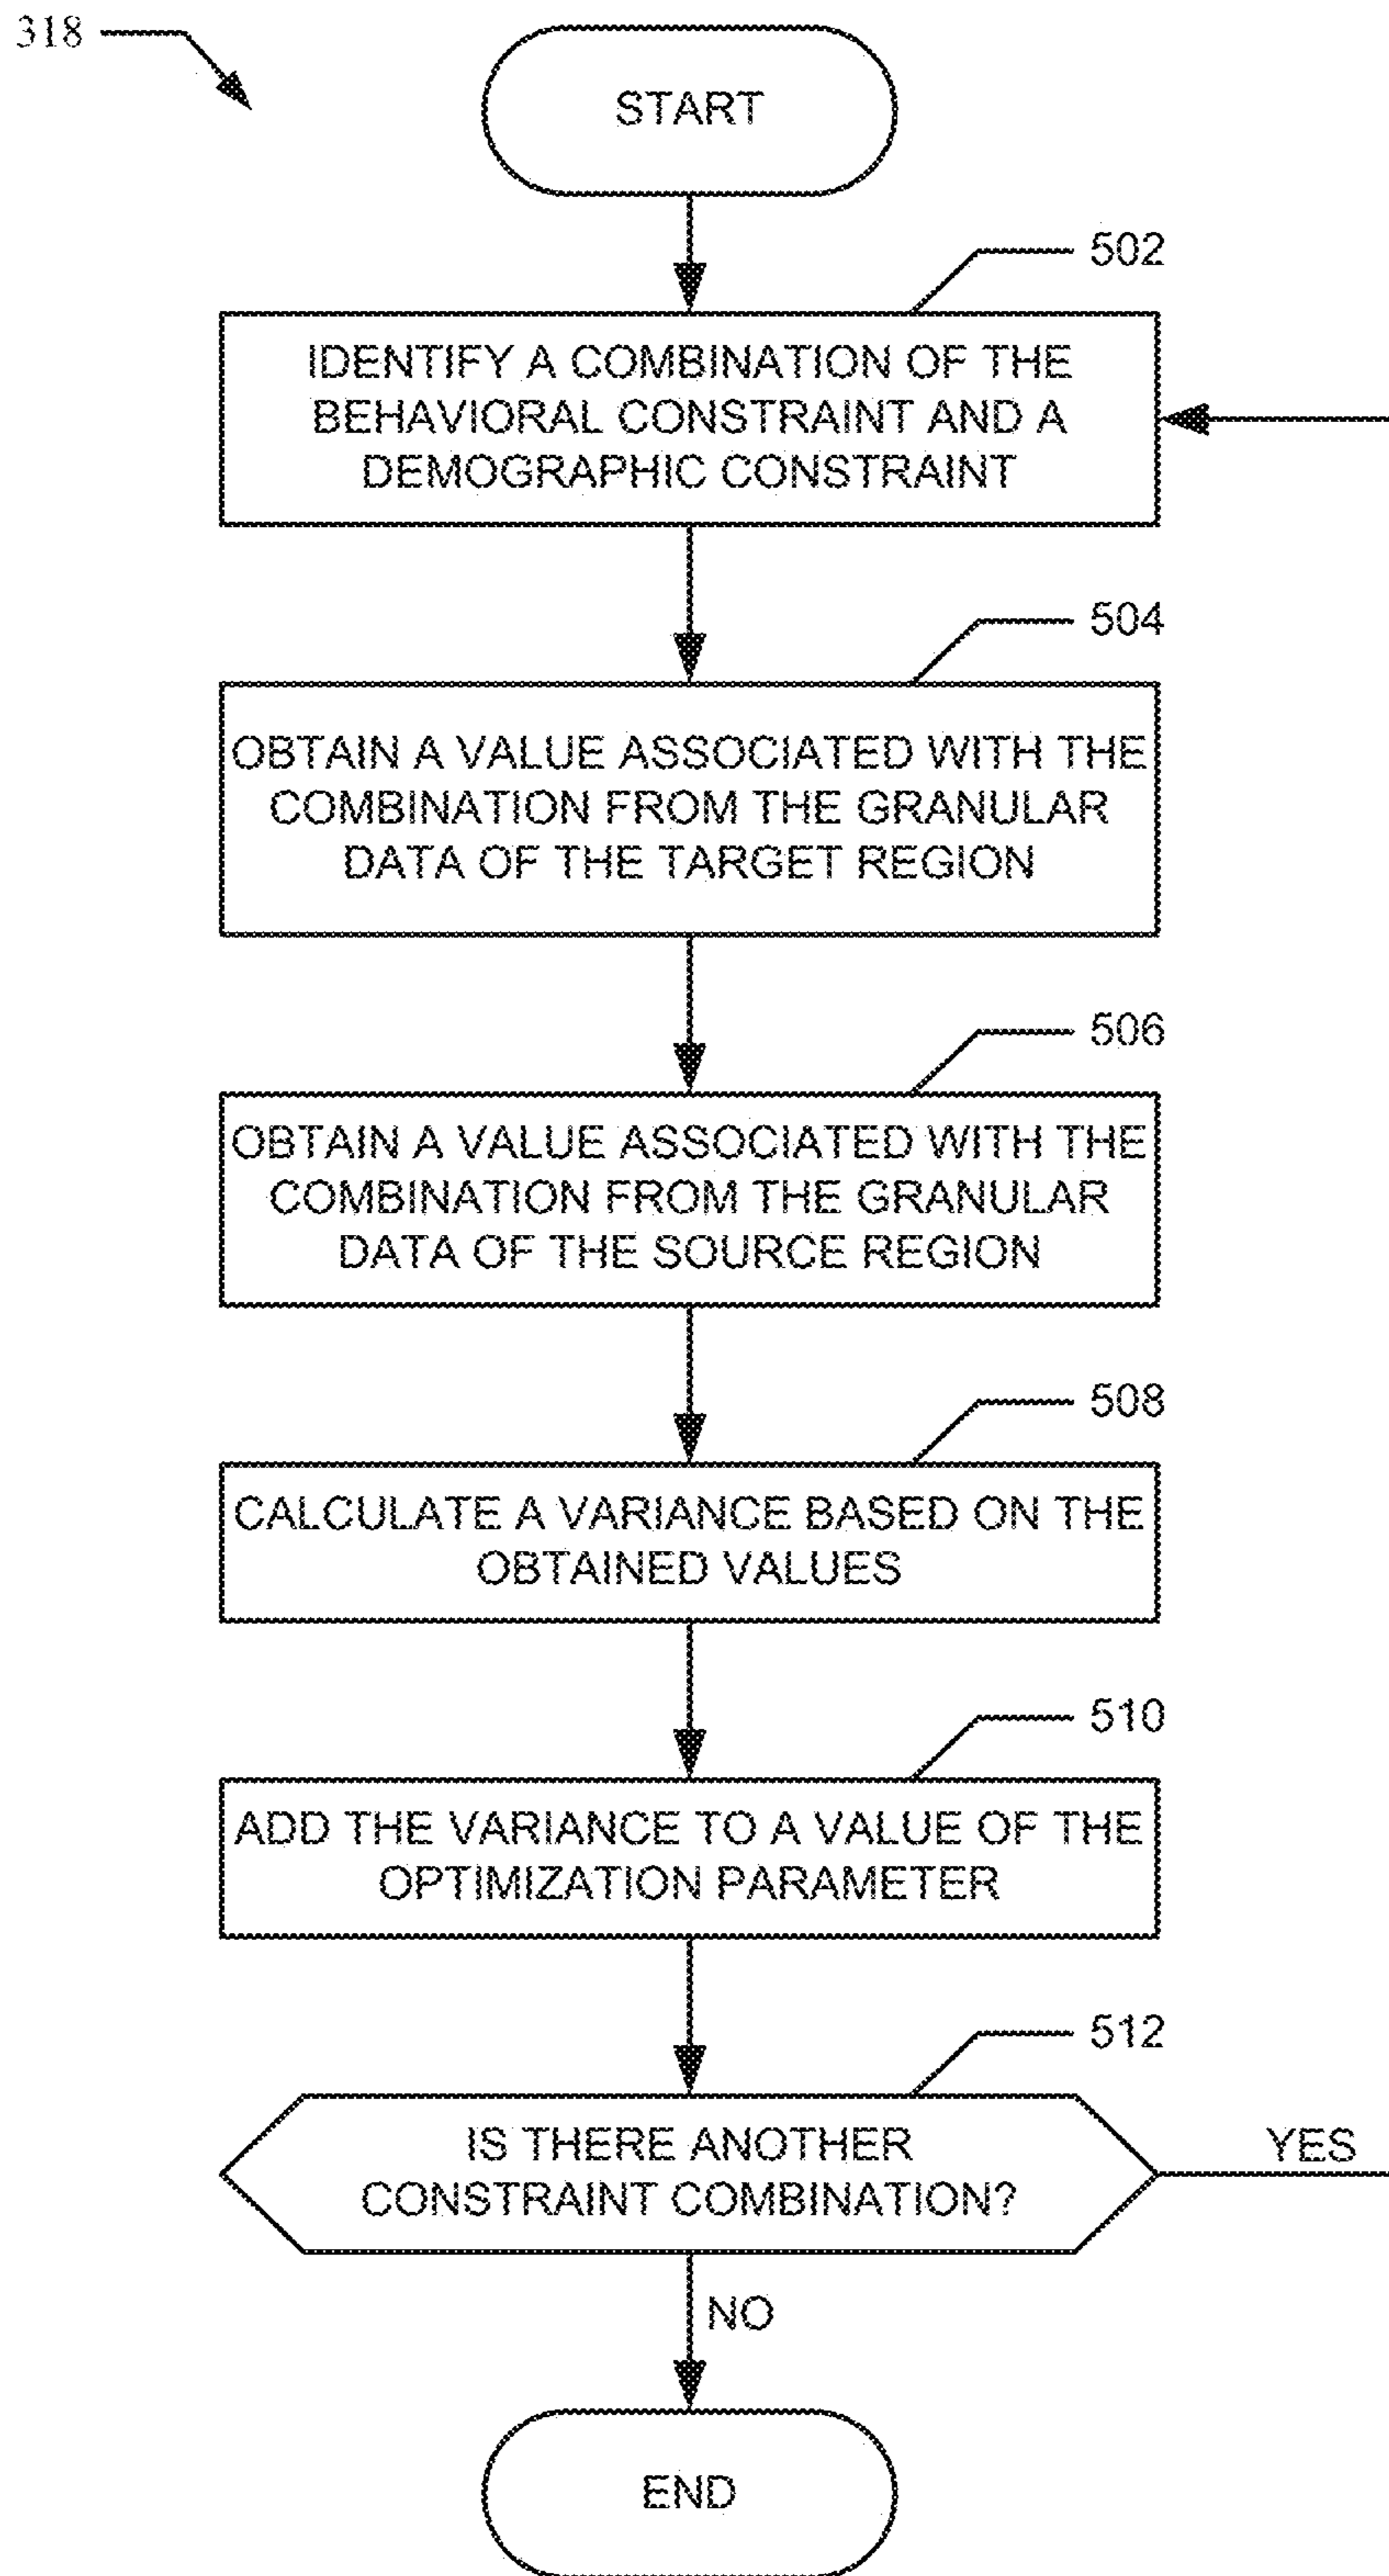 318
START
502
IDENTIFY A COMBINATION OF THE
BEHAVIORAL CONSTRAINT AND A
DEMOGRAPHIC CONSTRAINT
504
OBTAIN A VALUE ASSOCIATED WITH THE
COMBINATION FROM THE GRANULAR
DATA OF THE TARGET REGION
506
OBTAIN A VALUE ASSOCIATED WITH THE
COMBINATION FROM THE GRANULAR
DATA OF THE SOURCE REGION
508
CALCULATE A VARIANCE BASED ON THE
OBTAINED VALUES
510
ADD THE VARIANCE TO A VALUE OF THE
OPTIMIZATION PARAMETER
512
IS THERE ANOTHER
CONSTRAINT COMBINATION?
YES
NO
END